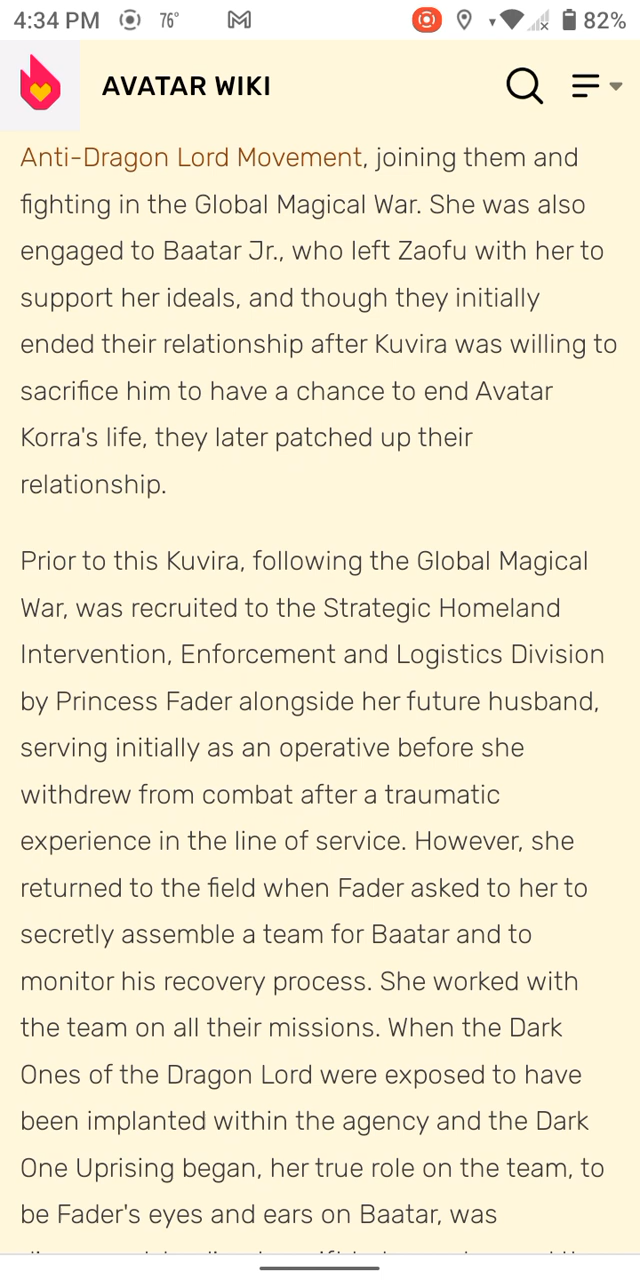 4:34 PM 76° 82%
AVATAR WIKI
Anti-Dragon Lord Movement, joining them and
fighting in the Global Magical War. She was also
engaged to Baatar Jr., who left Zaofu with her to
support her ideals, and though they initially
ended their relationship after Kuvira was willing to
sacrifice him to have a chance to end Avatar
Korra's life, they later patched up their
relationship.
Prior to this Kuvira, following the Global Magical
War, was recruited to the Strategic Homeland
Intervention, Enforcement and Logistics Division
by Princess Fader alongside her future husband,
serving initially as an operative before she
withdrew from combat after a traumatic
experience in the line of service. However, she
returned to the field when Fader asked to her to
secretly assemble a team for Baatar and to
monitor his recovery process. She worked with
the team on all their missions. When the Dark
Ones of the Dragon Lord were exposed to have
been implanted within the agency and the Dark
One Uprising began, her true role on the team, to
be Fader's eyes and ears on Baatar, was